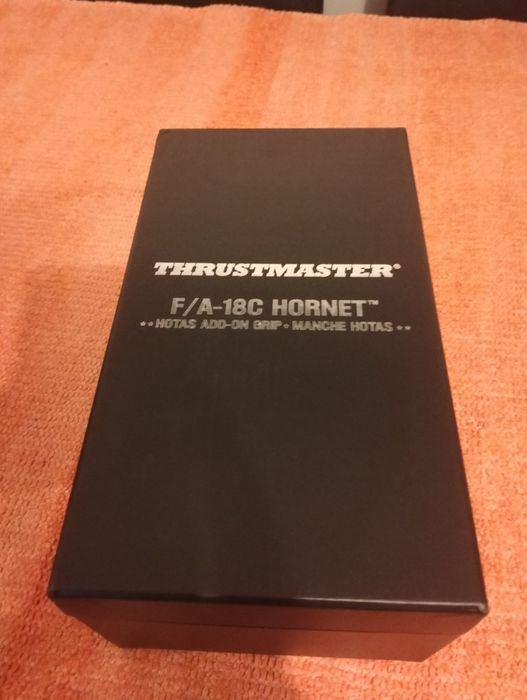 THRUSTMASTER®
F/A-18C HORNET™
★★HOTAS ADD-ON GRIP★MANCHE HOTAS★★